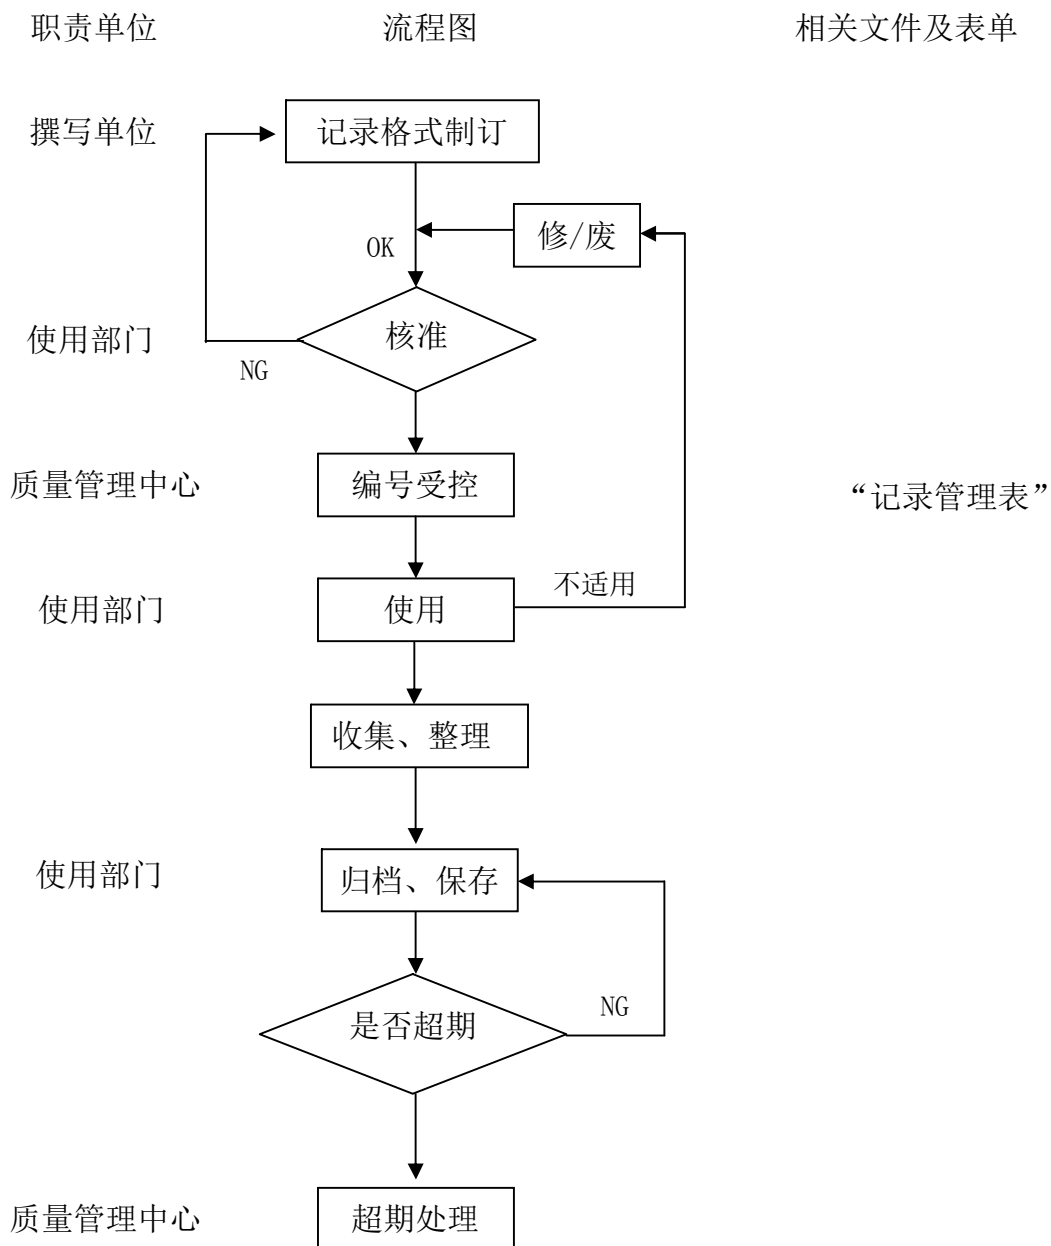 职责单位 流程图 相关文件及表单
撰写单位 记录格式制订
修/废
OK
使用部门 核准
NG
质量管理中心 编号受控 “记录管理表”
不适用
使用部门 使用
收集、整理
使用部门 归档、保存
NG
是否超期
质量管理中心 超期处理